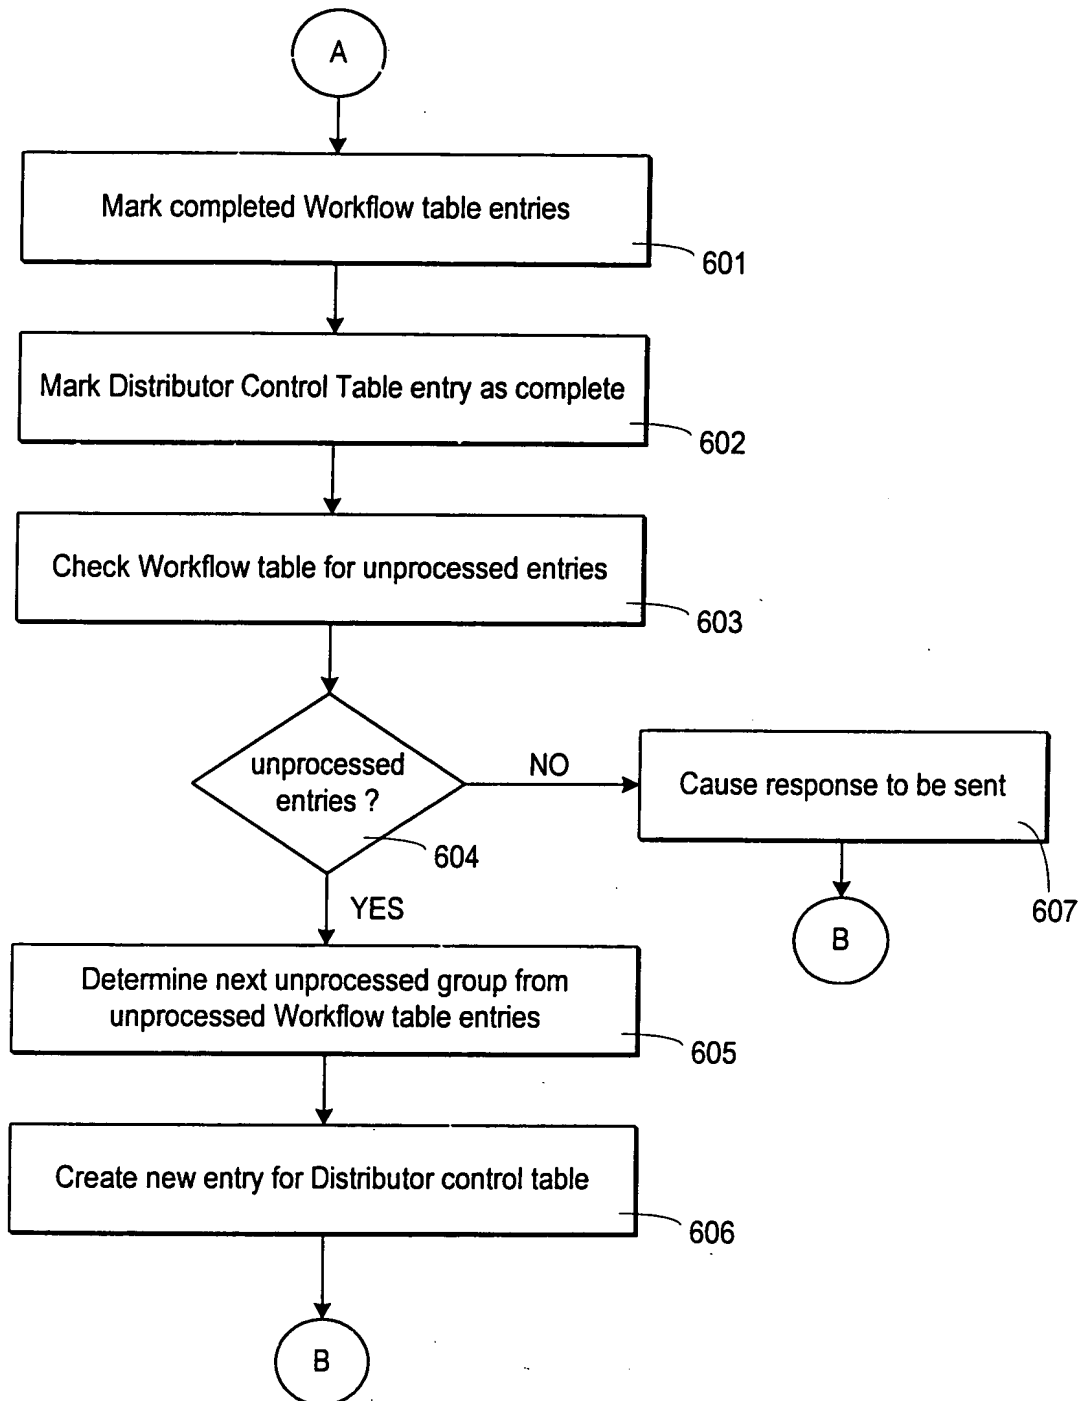 A
Mark completed Workflow table entries
601
Mark Distributor Control Table entry as complete
602
Check Workflow table for unprocessed entries
603
unprocessed
entries ?
604
NO
Cause response to be sent
607
B
YES
Determine next unprocessed group from
unprocessed Workflow table entries
605
Create new entry for Distributor control table
606
B